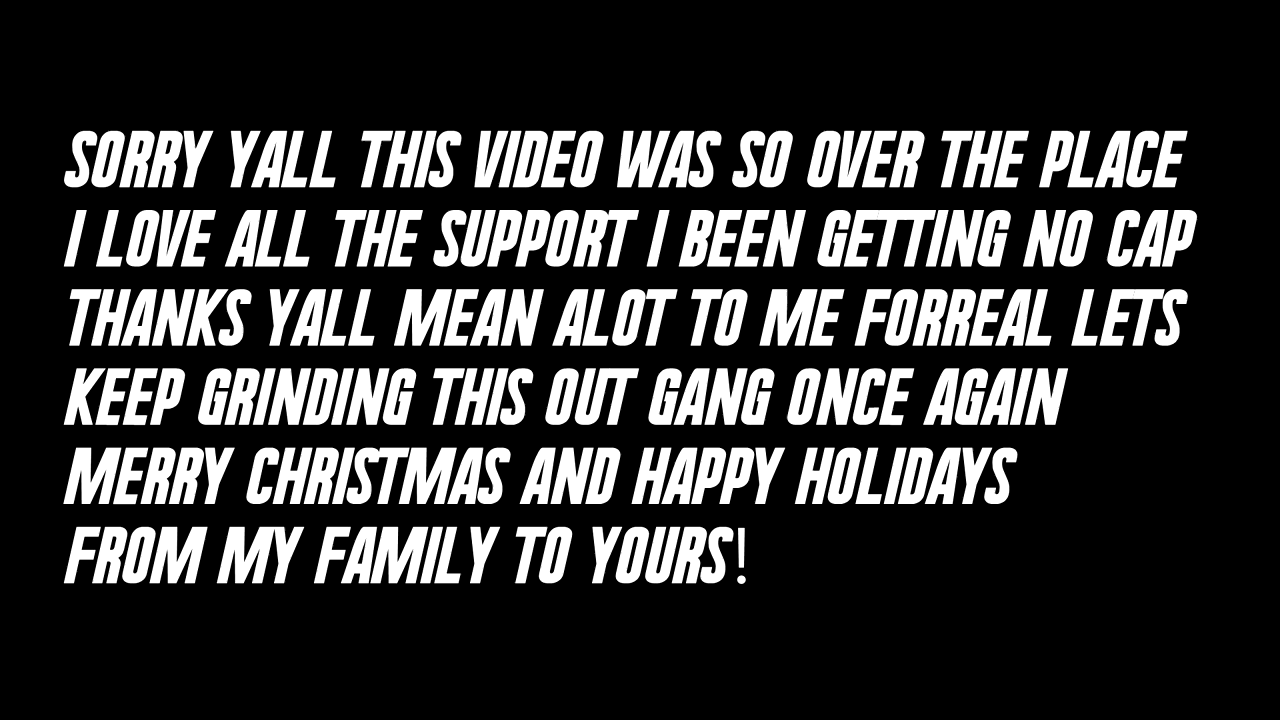 SORRY YALL THIS VIDEO WAS SO OVER THE PLACE
I LOVE ALL THE SUPPORT I BEEN GETTING NO CAP
THANKS YALL MEAN ALOT TO ME FORREAL LETS
KEEP GRINDING THIS OUT GANG ONCE AGAIN
MERRY CHRISTMAS AND HAPPY HOLIDAYS
FROM MY FAMILY TO YOURS!